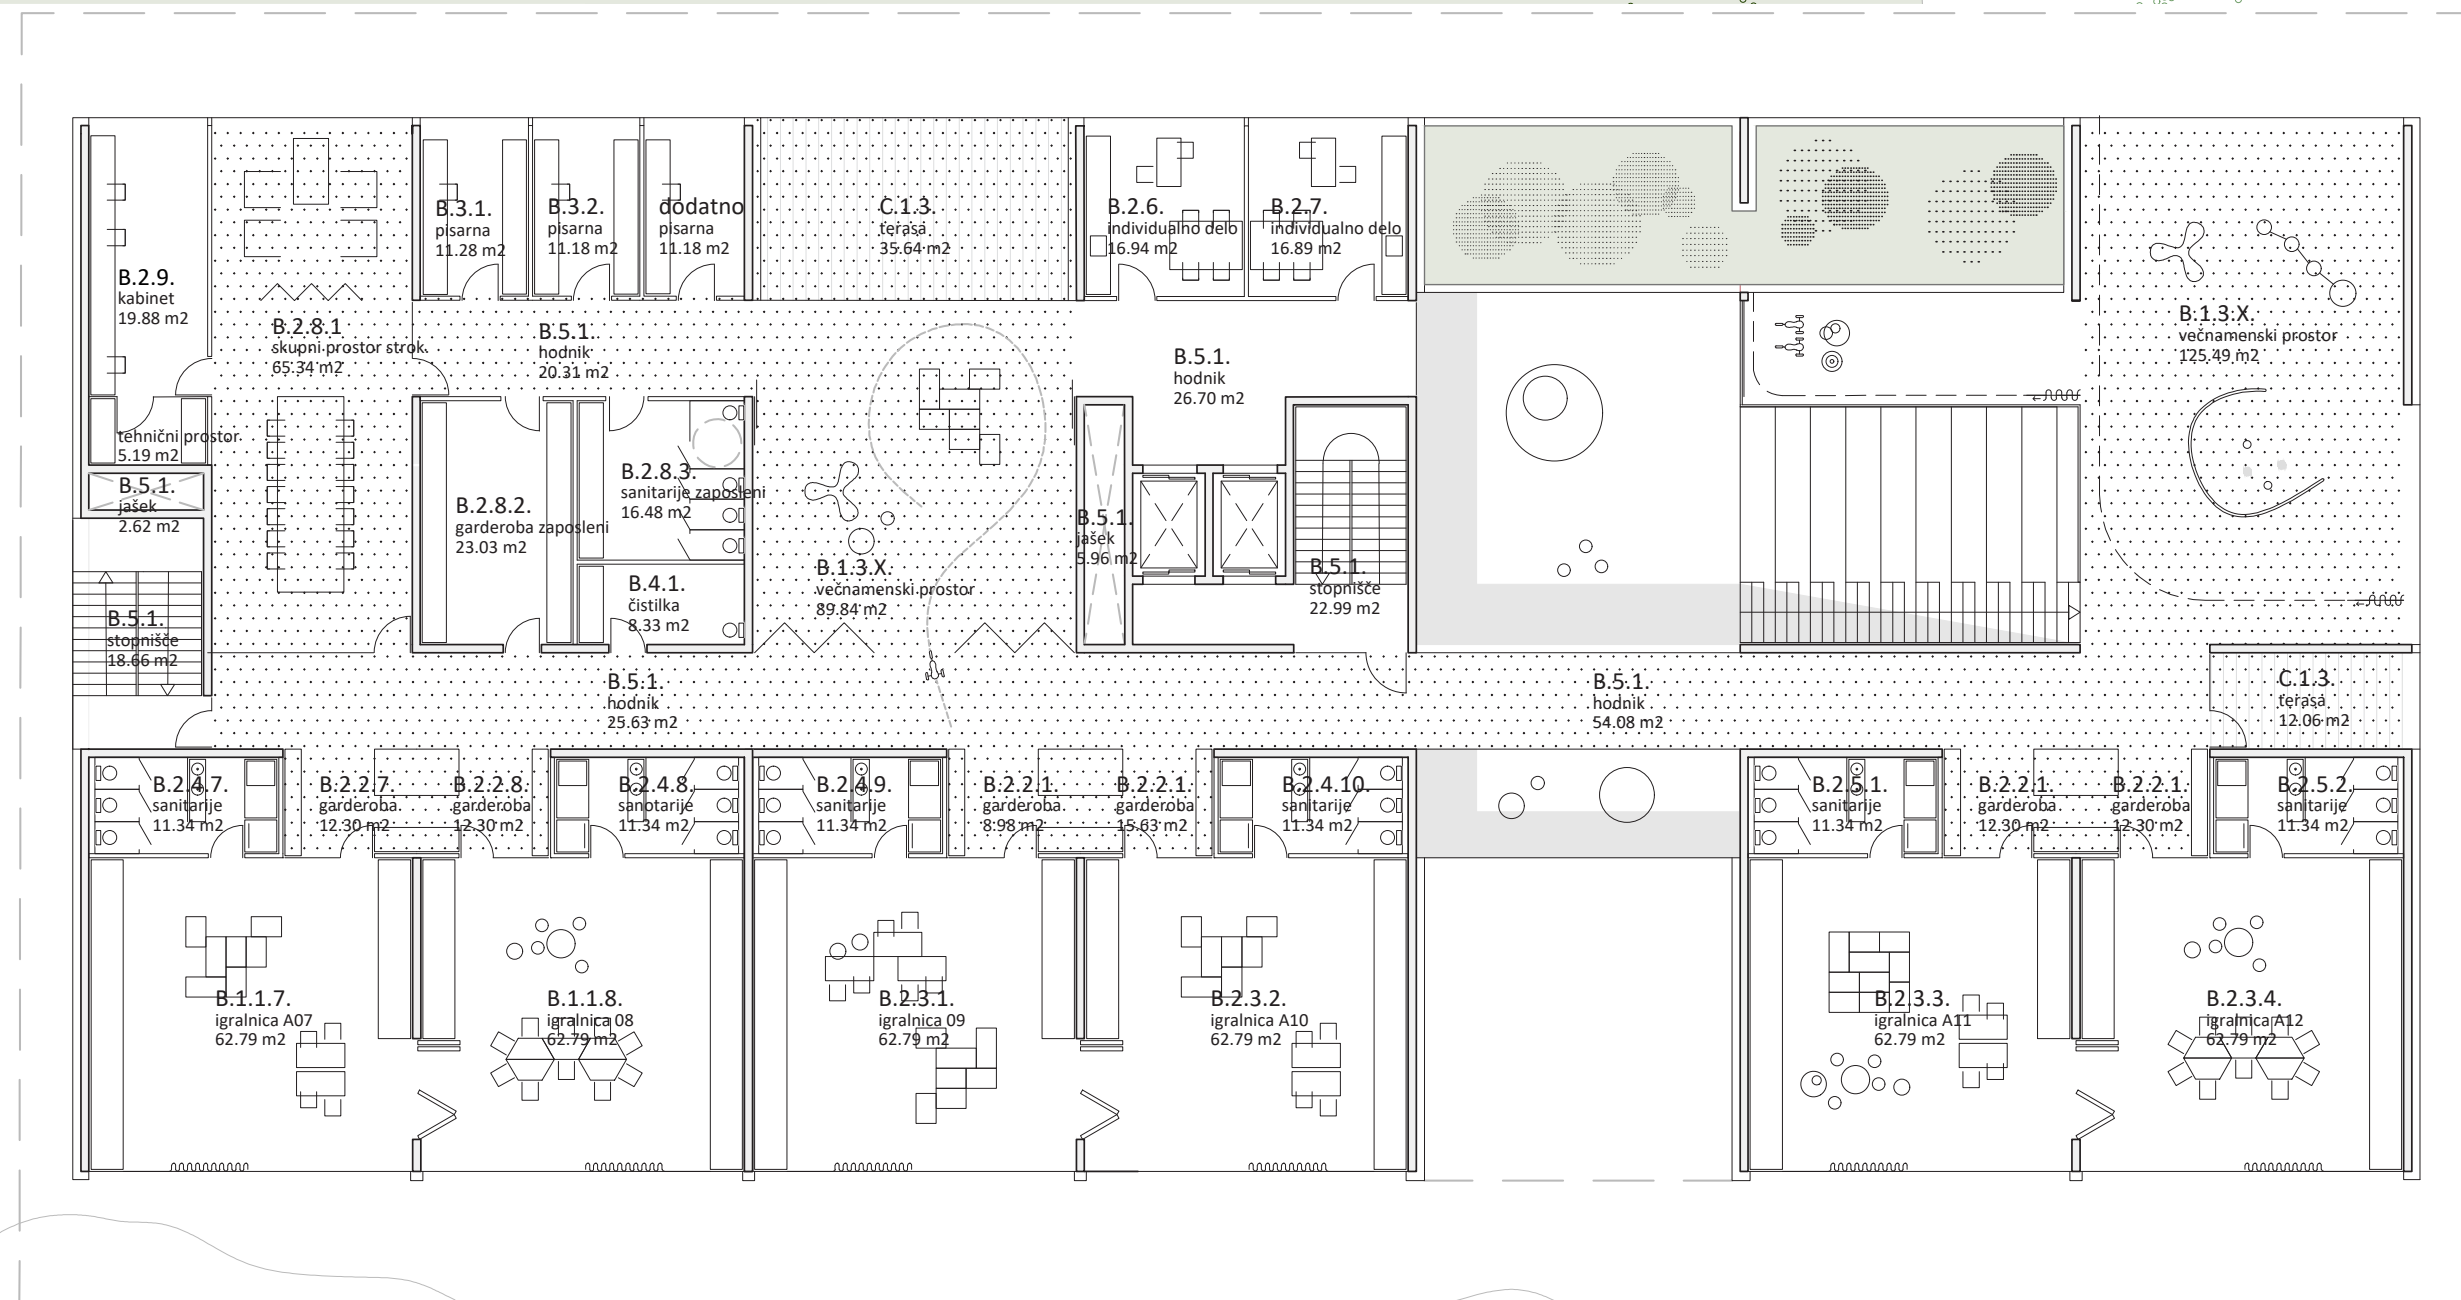 B.2.9.
kabinet
19.88 m2
B.2.8.1
skupni prostor strok.
65.34 m2
B.3.1.
pisarna
11.28 m2
B.3.2.
pisarna
11.18 m2
dodatno
pisarna
11.18 m2
C.1.3.
terasa
35.64 m2
B.2.6.
individualno delo
16.94 m2
B.2.7.
individualno delo
16.89 m2
B.1.3.X.
večnamenski prostor
125.49 m2
B.5.1.
hodnik
20.31 m2
B.5.1.
hodnik
26.70 m2
tehnični prostor
5.19 m2
B.5.1.
jašek
2.62 m2
B.5.1.
stopnišče
18.66 m2
B.2.8.2.
garderoba zaposleni
23.03 m2
B.2.8.3.
sanitarije zaposleni
16.48 m2
B.4.1.
čistilka
8.33 m2
B.1.3.X.
večnamenski prostor
89.84 m2
B.5.1.
jašek
5.96 m2
B.5.1.
stopnišče
22.99 m2
B.5.1.
hodnik
25.63 m2
B.5.1.
hodnik
54.08 m2
C.1.3.
terasa
12.06 m2
B.2.4.7.
sanitarije
11.34 m2
B.2.2.7.
garderoba
12.30 m2
B.2.2.8.
garderoba
12.30 m2
B.2.4.8.
sanotarije
11.34 m2
B.2.4.9.
sanitarije
11.34 m2
B.2.2.1.
garderoba
8.98 m2
B.2.2.1.
garderoba
15.63 m2
B.2.4.10.
sanitarije
11.34 m2
B.2.5.1.
sanitarije
11.34 m2
B.2.2.1.
garderoba
12.30 m2
B.2.2.1.
garderoba
12.30 m2
B.2.5.2.
sanitarije
11.34 m2
B.1.1.7.
igralnica A07
62.79 m2
B.1.1.8.
igralnica 08
62.79 m2
B.2.3.1.
igralnica 09
62.79 m2
B.2.3.2.
igralnica A10
62.79 m2
B.2.3.3.
igralnica A11
62.79 m2
B.2.3.4.
igralnica A12
62.79 m2